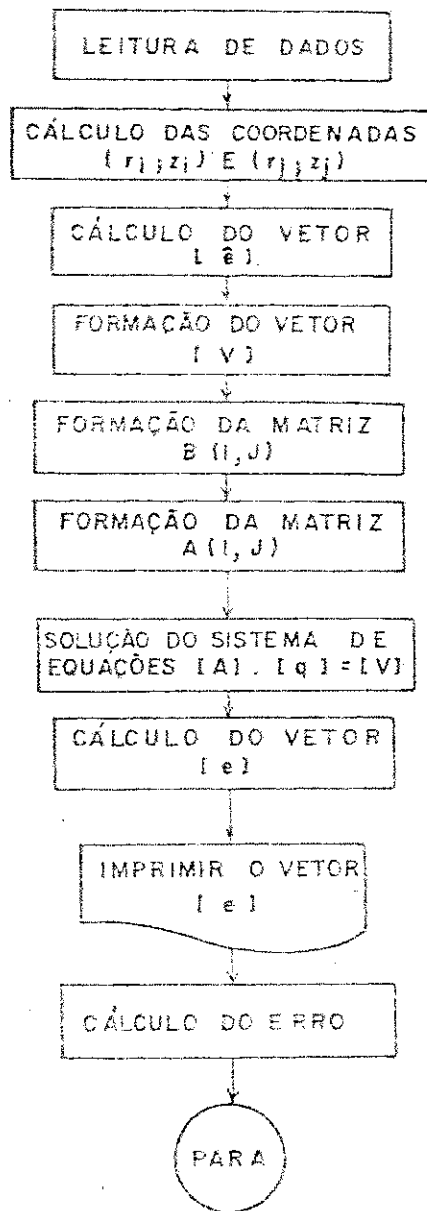 LEITURA DE DADOS
CÁLCULO DAS COORDENADAS
(ri;zi) E (rj;zj)
CÁLCULO DO VETOR
[ê].
FORMAÇÃO DO VETOR
[V]
FORMAÇÃO DA MATRIZ
B(I,J)
FORMAÇÃO DA MATRIZ
A(I,J)
SOLUÇÃO DO SISTEMA DE
EQUAÇÕES [A].[q]=[V]
CÁLCULO DO VETOR
[e]
IMPRIMIR O VETOR
[e]
CÁLCULO DO ERRO
PARA